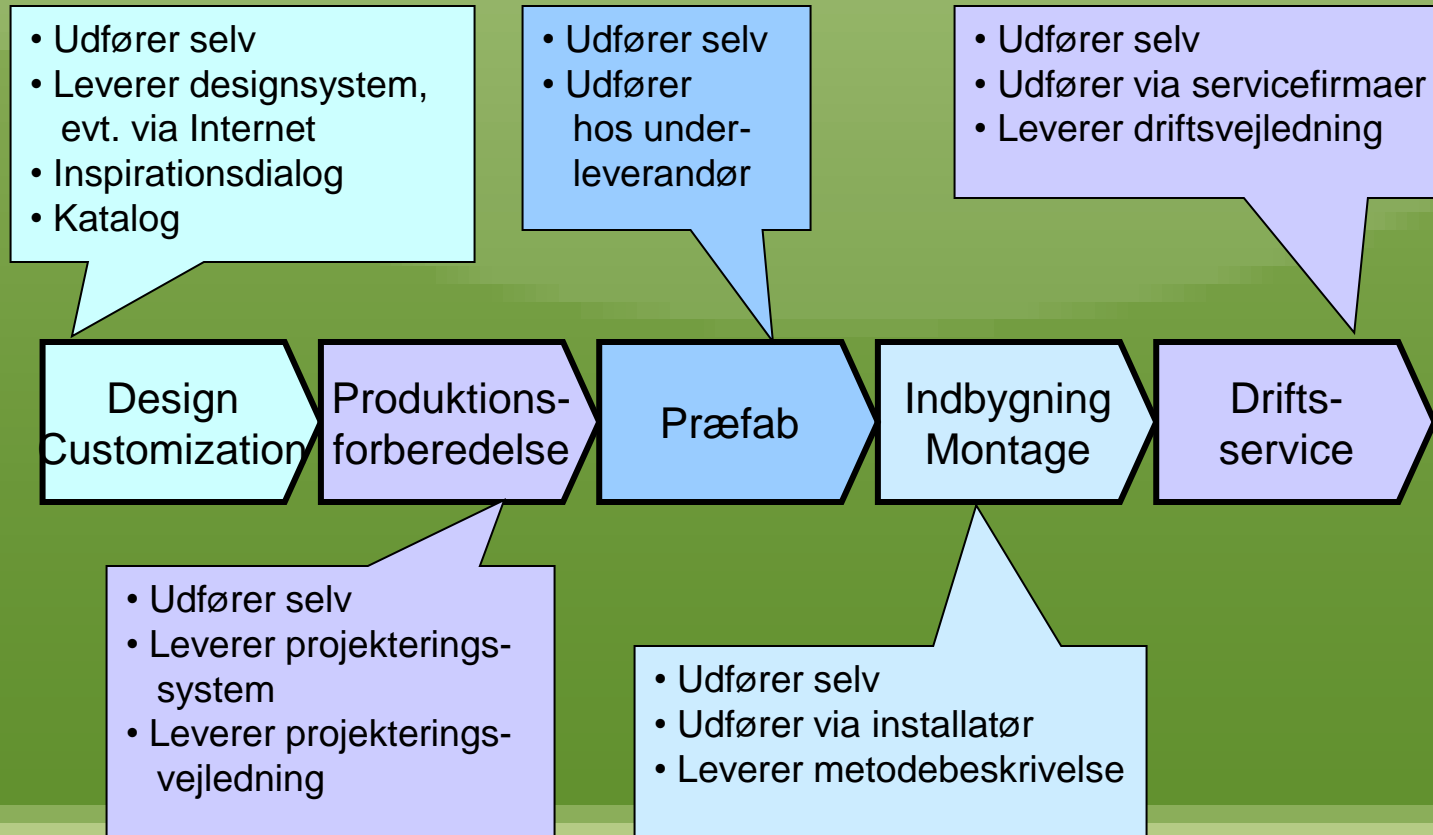 • Udfører selv
• Leverer designsystem,
evt. via Internet
• Inspirationsdialog
• Katalog
• Udfører selv
• Udfører
hos under-
leverandør
• Udfører selv
• Udfører via servicefirmaer
• Leverer driftsvejledning
Design
Customization
Produktions-
forberedelse
Præfab
Indbygning
Montage
Drifts-
service
• Udfører selv
• Leverer projekterings-
system
• Leverer projekterings-
vejledning
• Udfører selv
• Udfører via installatør
• Leverer metodebeskrivelse